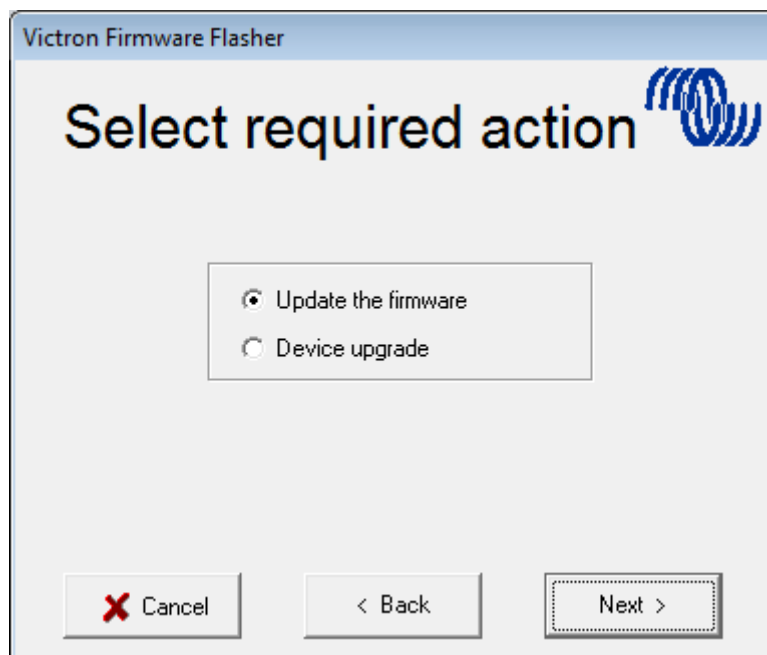 Victron Firmware Flasher
Select required action
Update the firmware
Device upgrade
Cancel
< Back
Next >